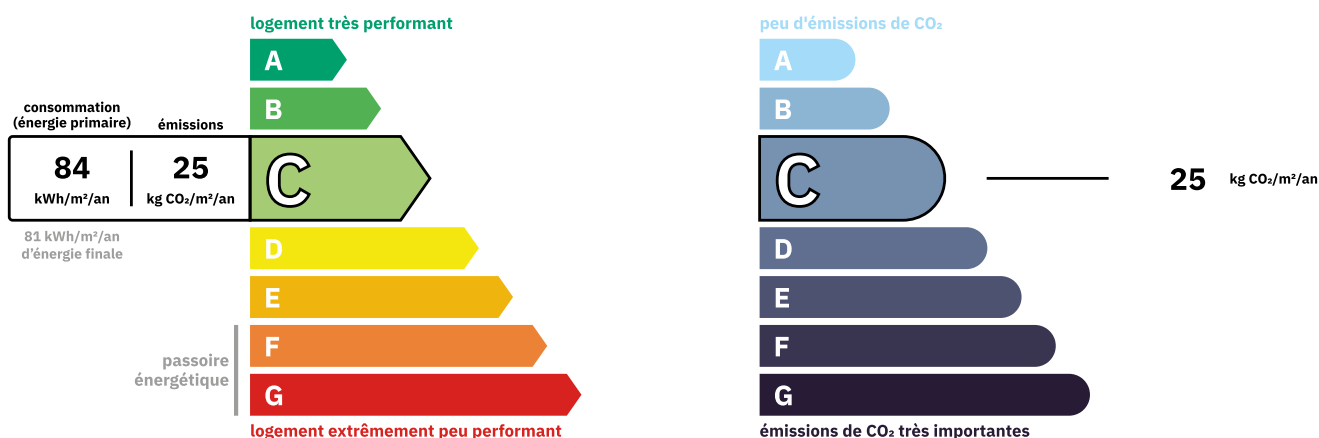 logement très performant
A
B
consommation
(énergie primaire)
émissions
84
kWh/m²/an
25
kg CO₂/m²/an
C
81 kWh/m²/an
d'énergie finale
D
E
F
passoire
énergétique
G
logement extrêmement peu performant
peu d'émissions de CO₂
A
B
C
25 kg CO₂/m²/an
D
E
F
G
émissions de CO₂ très importantes